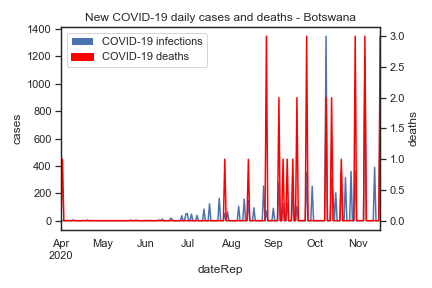 New COVID-19 daily cases and deaths - Botswana
COVID-19 infections
COVID-19 deaths
1400
1200
1000
800
600
400
200
0
cases
3.0
2.5
2.0
1.5
1.0
0.5
0.0
deaths
Apr May Jun Jul Aug Sep Oct Nov
2020
dateRep